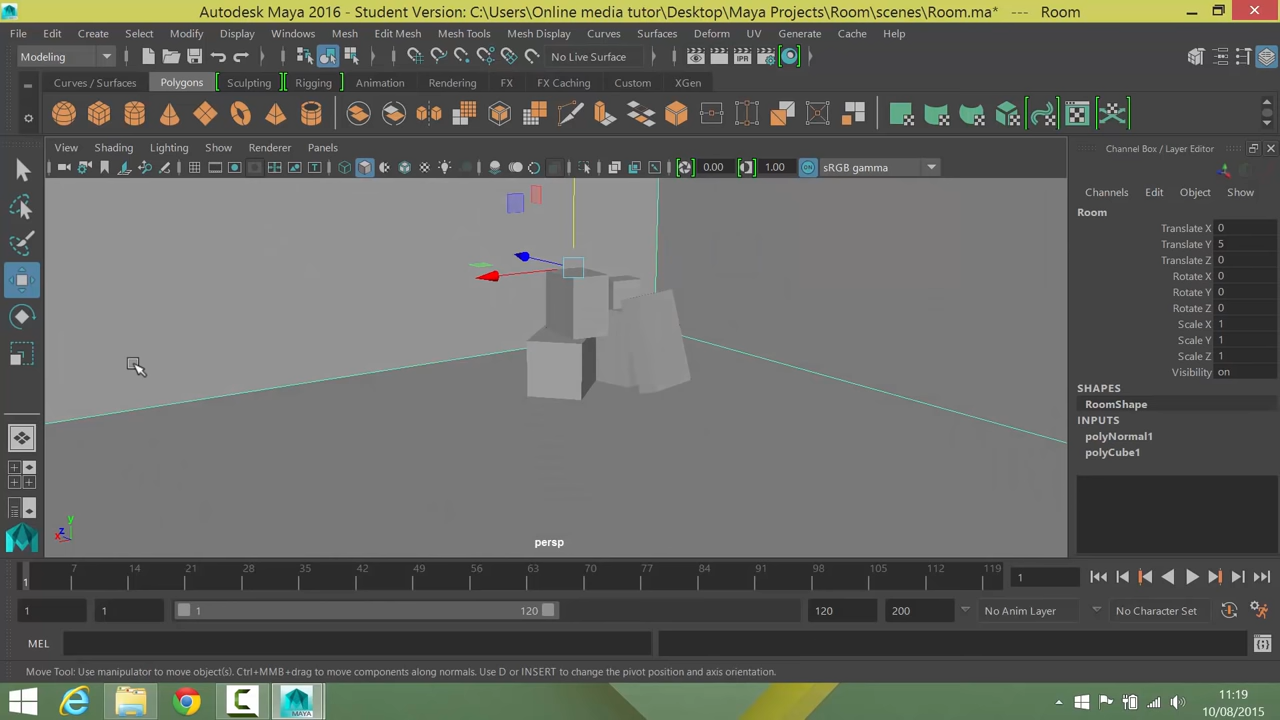 Autodesk Maya 2016 - Student Version: C:\Users\Online media tutor\Desktop\Maya Projects\Room\scenes\Room.ma* --- Room
File Edit Create Select Modify Display Windows Mesh Edit Mesh Mesh Tools Mesh Display Curves Surfaces Deform UV Generate Cache Help
Modeling No Live Surface IPR
Curves / Surfaces Polygons Sculpting Rigging Animation Rendering FX FX Caching Custom XGen
View Shading Lighting Show Renderer Panels
0.00 1.00 ON sRGB gamma
Channel Box / Layer Editor
Channels Edit Object Show
Room
Translate X 0
Translate Y 5
Translate Z 0
Rotate X 0
Rotate Y 0
Rotate Z 0
Scale X 1
Scale Y 1
Scale Z 1
Visibility on
SHAPES
RoomShape
INPUTS
polyNormal1
polyCube1
y
z
x
persp
1 7 14 21 28 35 42 49 56 63 70 77 84 91 98 105 112 119 1
1 1 1 120 120 200 No Anim Layer No Character Set
MEL
Move Tool: Use manipulator to move object(s). Ctrl+MMB+drag to move components along normals. Use D or INSERT to change the pivot position and axis orientation.
MAYA
11:19
10/08/2015